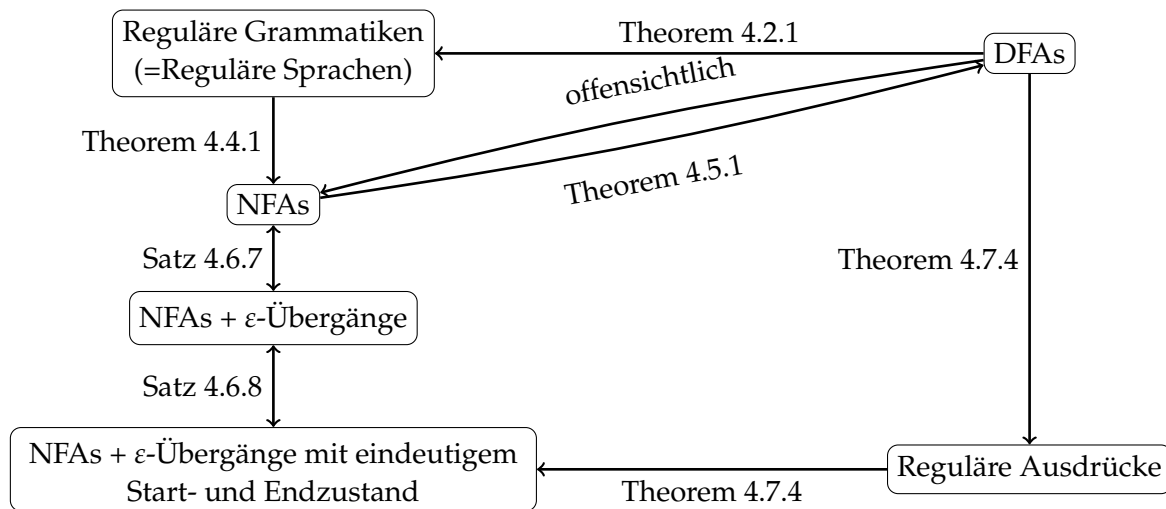 Reguläre Grammatiken
(=Reguläre Sprachen)
Theorem 4.2.1
DFAs
offensichtlich
Theorem 4.4.1
Theorem 4.5.1
NFAs
Satz 4.6.7
Theorem 4.7.4
NFAs + ε-Übergänge
Satz 4.6.8
NFAs + ε-Übergänge mit eindeutigem
Start- und Endzustand
Theorem 4.7.4
Reguläre Ausdrücke